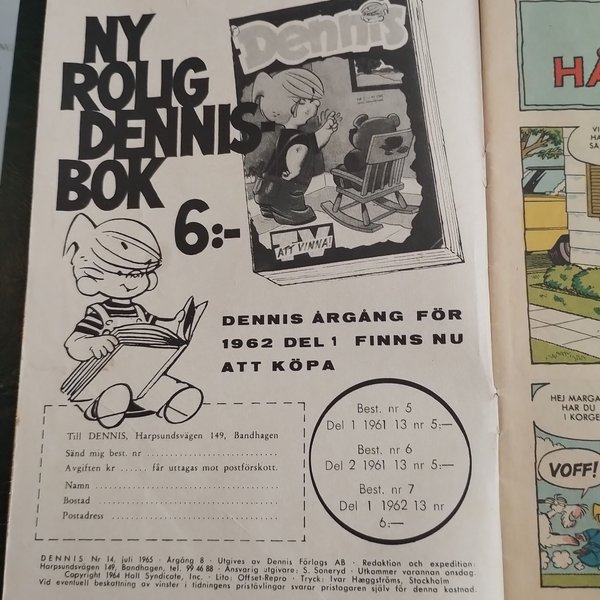 NY
ROLIG
DENNIS-
BOK
6:-
Dennis
TV
ATT VINNA!
DENNIS ÅRGÅNG FÖR
1962 DEL 1 FINNS NU
ATT KÖPA
Till DENNIS, Harpsundsvägen 149, Bandhagen
Sänd mig best. nr
Avgiften kr ...... får uttagas mot postförskott.
Namn
Bostad
Postadress
Best. nr 5
Del 1 1961 13 nr 5:—
Best. nr 6
Del 2 1961 13 nr 5:—
Best. nr 7
Del 1 1962 13 nr
6:—
DENNIS Nr 14, juli 1965 · Årgång 8 · Utgives av Dennis Förlags AB · Redaktion och expedition:
Harpsundsvägen 149, Bandhagen, tel. 99 46 88 · Ansvarig utgivare: S. Soneryd · Utkommer varannan onsdag.
Copyright 1964 Hall Syndicate, Inc. · Lito: Offset-Repro · Tryck: Ivar Hæggströms, Stockholm
Vid eventuell beskattning av vinster i tidningens pristävlingar svarar pristagaren själv för denna kostnad.
HÅ
VI
HA
SA
HEJ MARGA
HAR DU
I KORGE
VOFF!